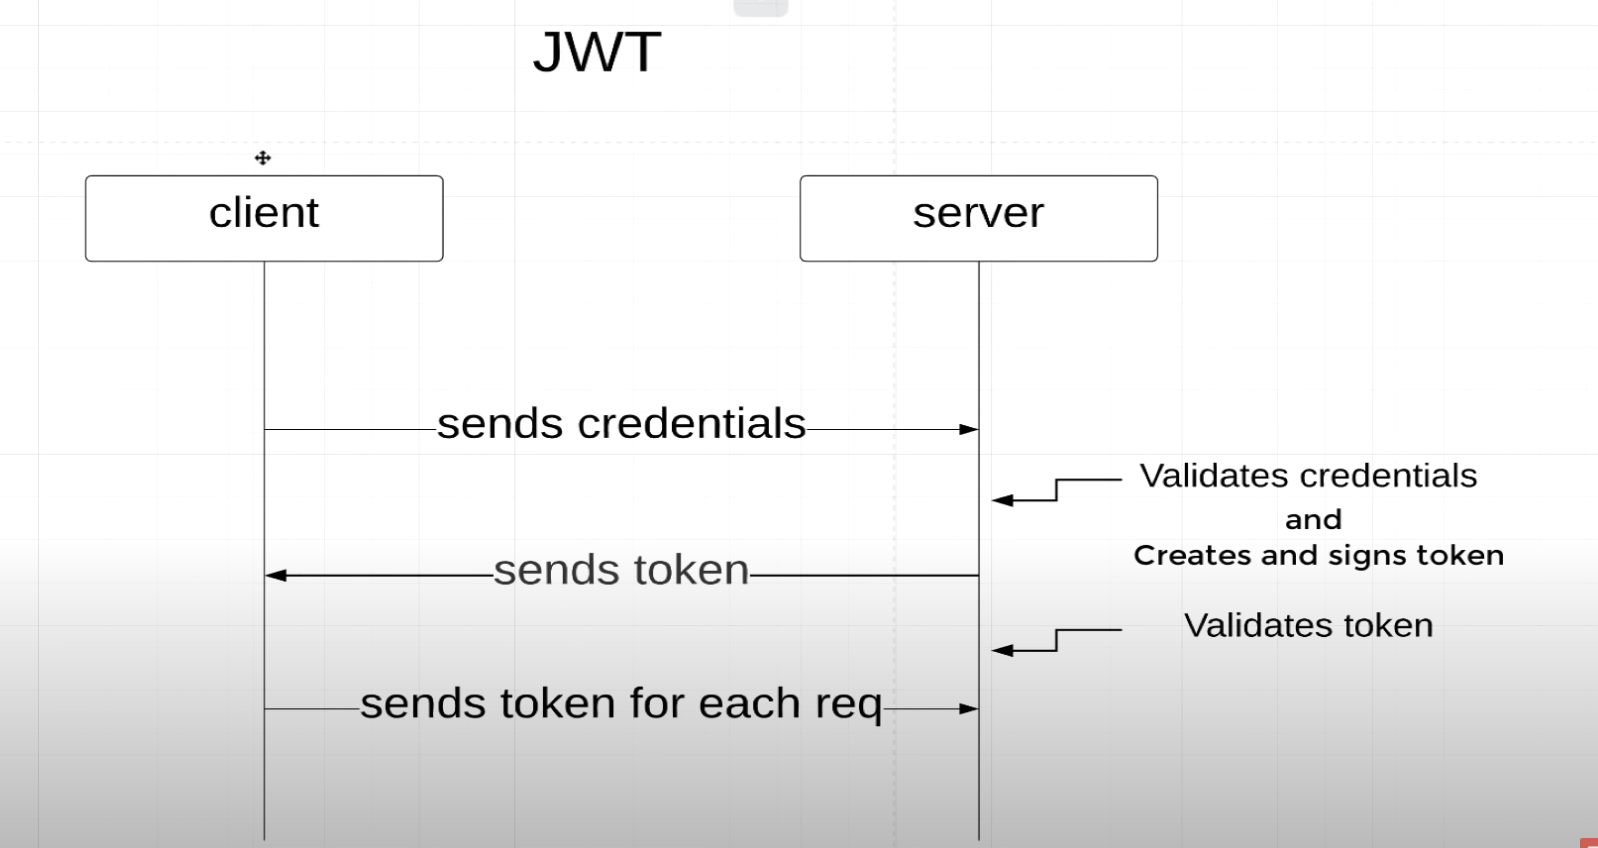 JWT
client
server
sends credentials
Validates credentials
and
Creates and signs token
sends token
Validates token
sends token for each req